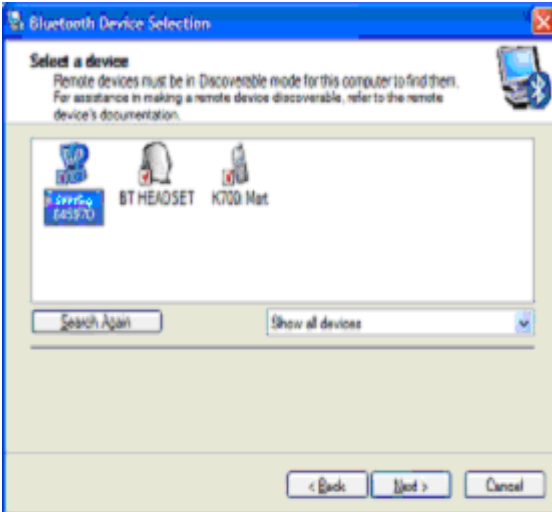 Bluetooth Device Selection
Select a device
Remote devices must be in Discoverable mode for this computer to find them.
For assistance in making a remote device discoverable, refer to the remote
device's documentation.
BT HEADSET K700 Mart
Search Again Show all devices
< Back Next > Cancel